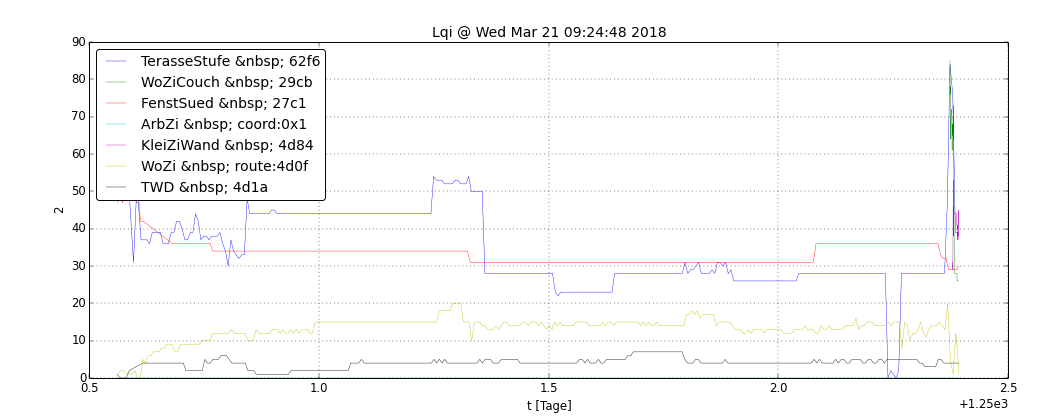 Lqi @ Wed Mar 21 09:24:48 2018
90
80
70
60
50
40
30
20
10
0
2
TerasseStufe &nbsp; 62f6
WoZiCouch &nbsp; 29cb
FenstSued &nbsp; 27c1
ArbZi &nbsp; coord:0x1
KleiZiWand &nbsp; 4d84
WoZi &nbsp; route:4d0f
TWD &nbsp; 4d1a
0.5 1.0 1.5 2.0 2.5
t [Tage] +1.25e3